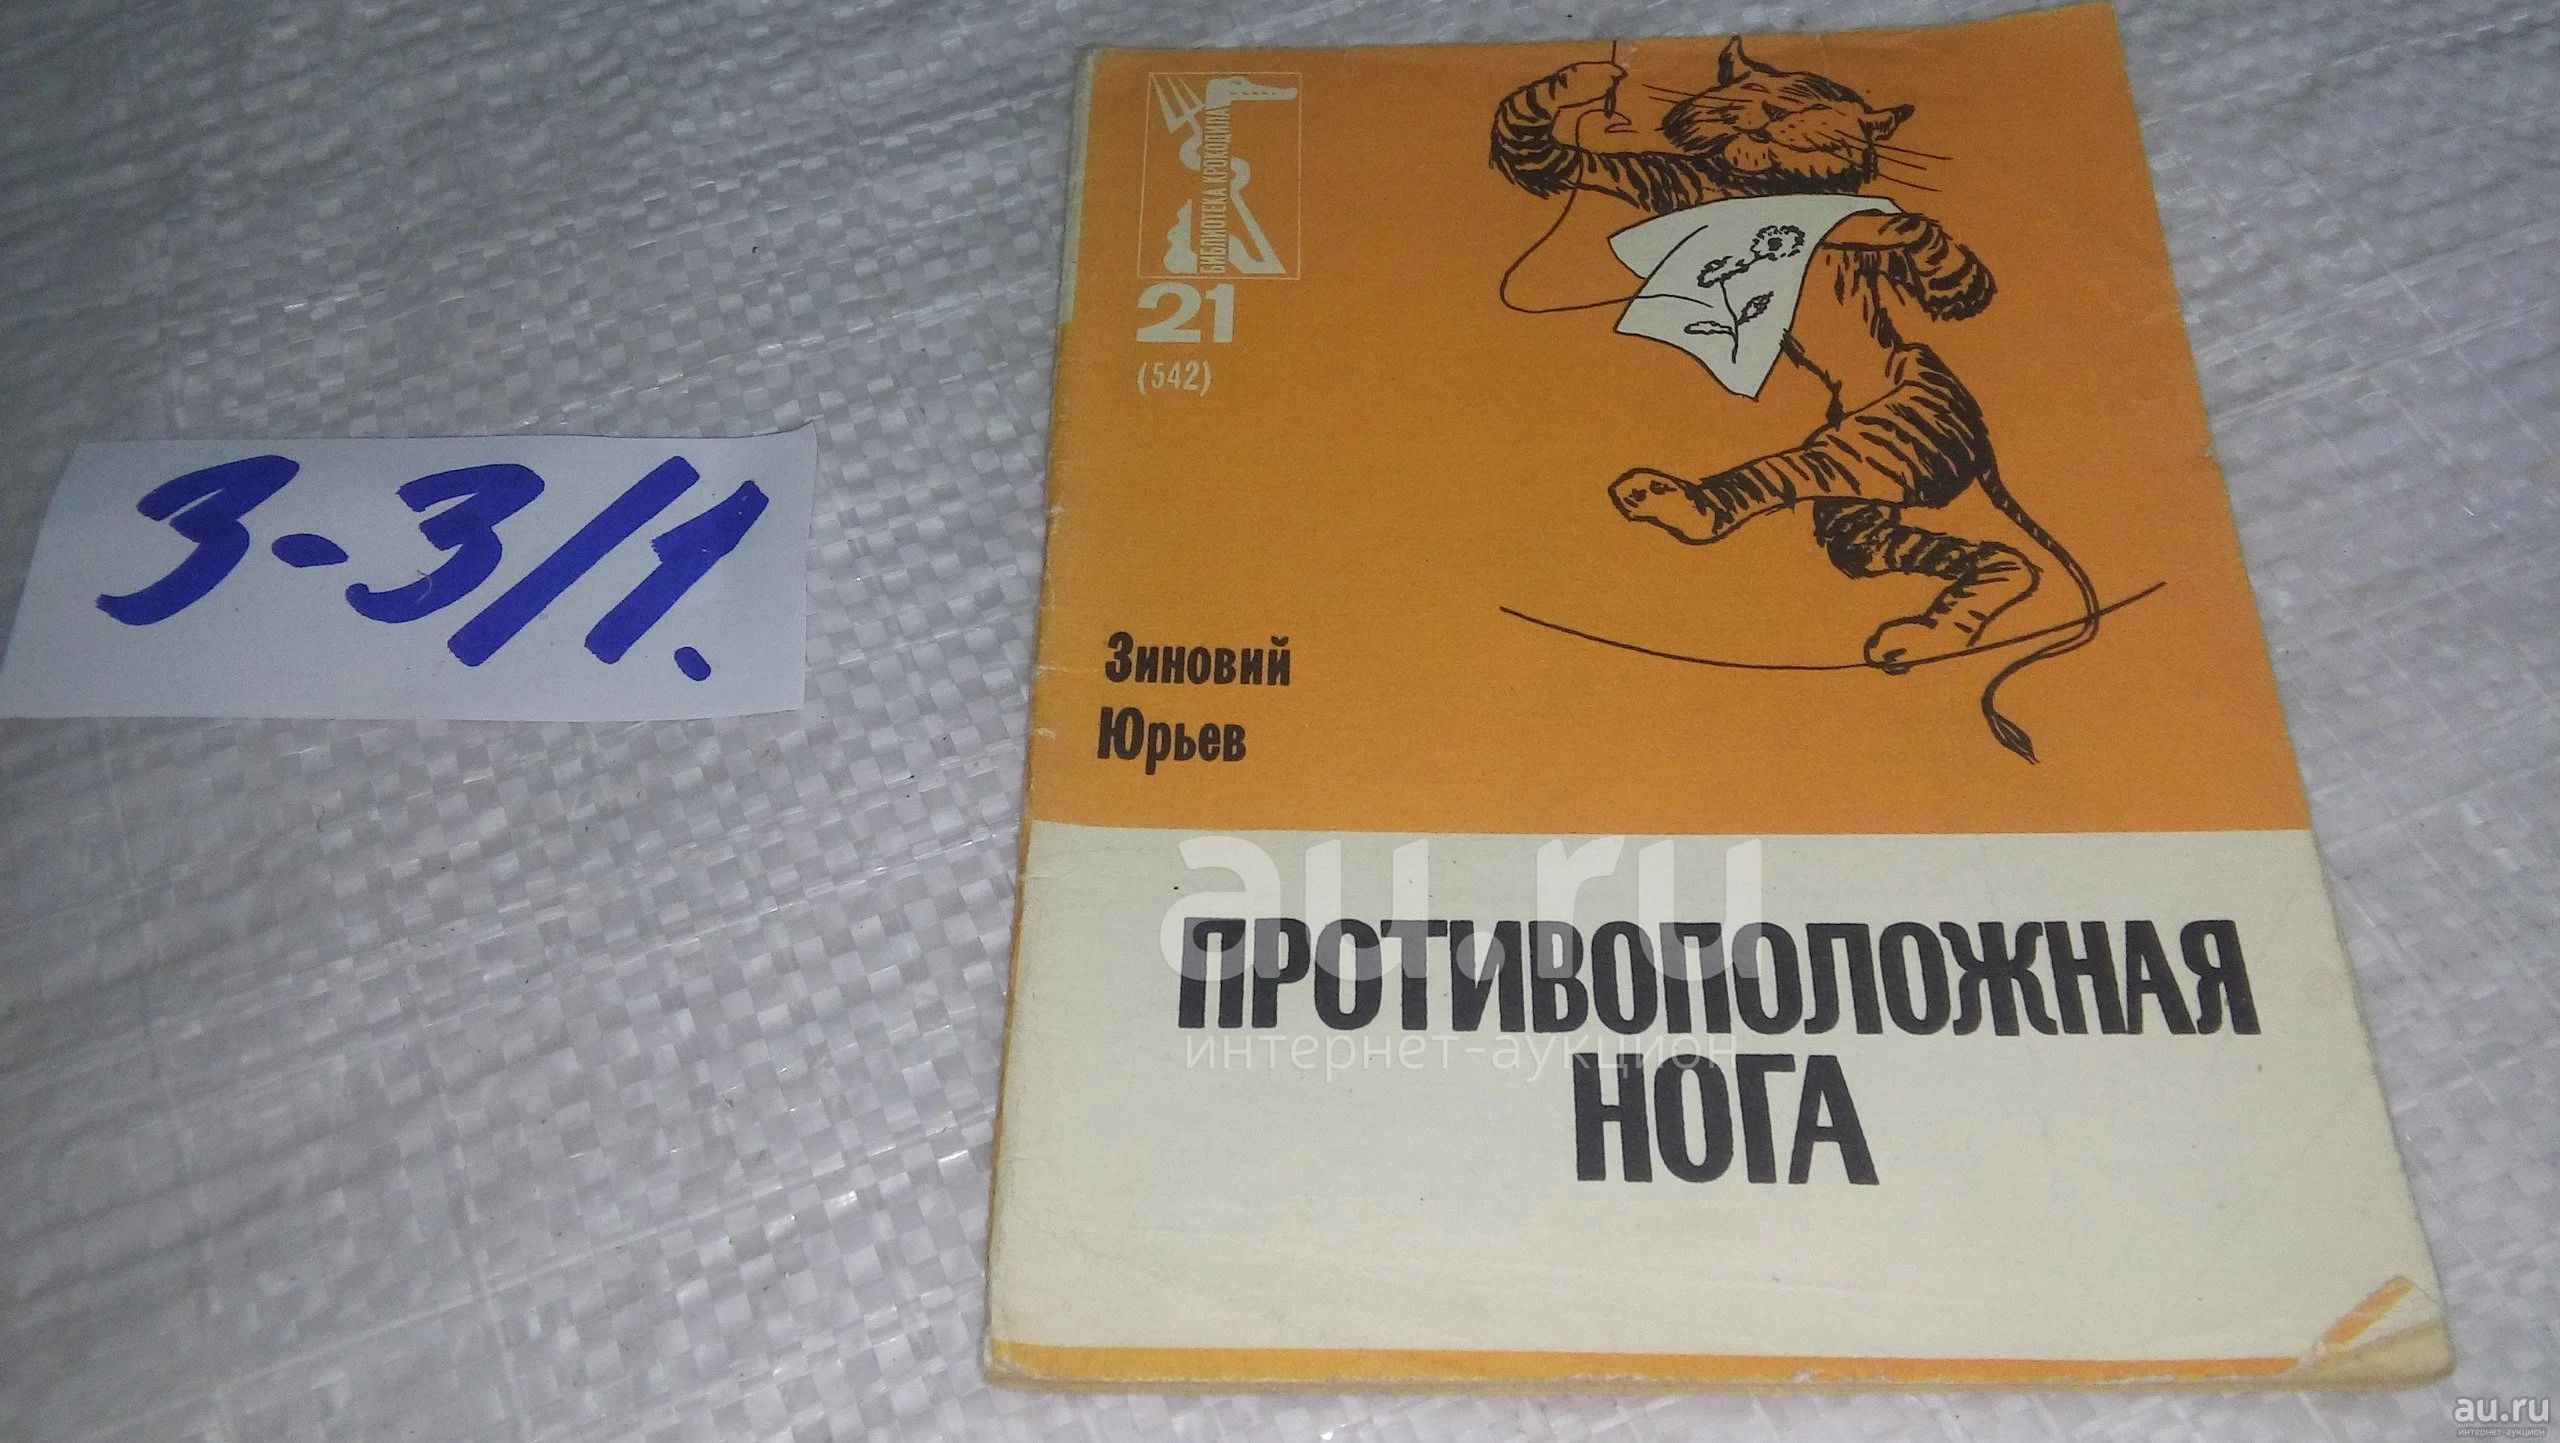 3-3/1.
БИБЛИОТЕКА КРОКОДИЛА
21
(542)
Зиновий
Юрьев
au.ru
ПРОТИВОПОЛОЖНАЯ
интернет-аукцион
НОГА
au.ru
интернет-аукцион